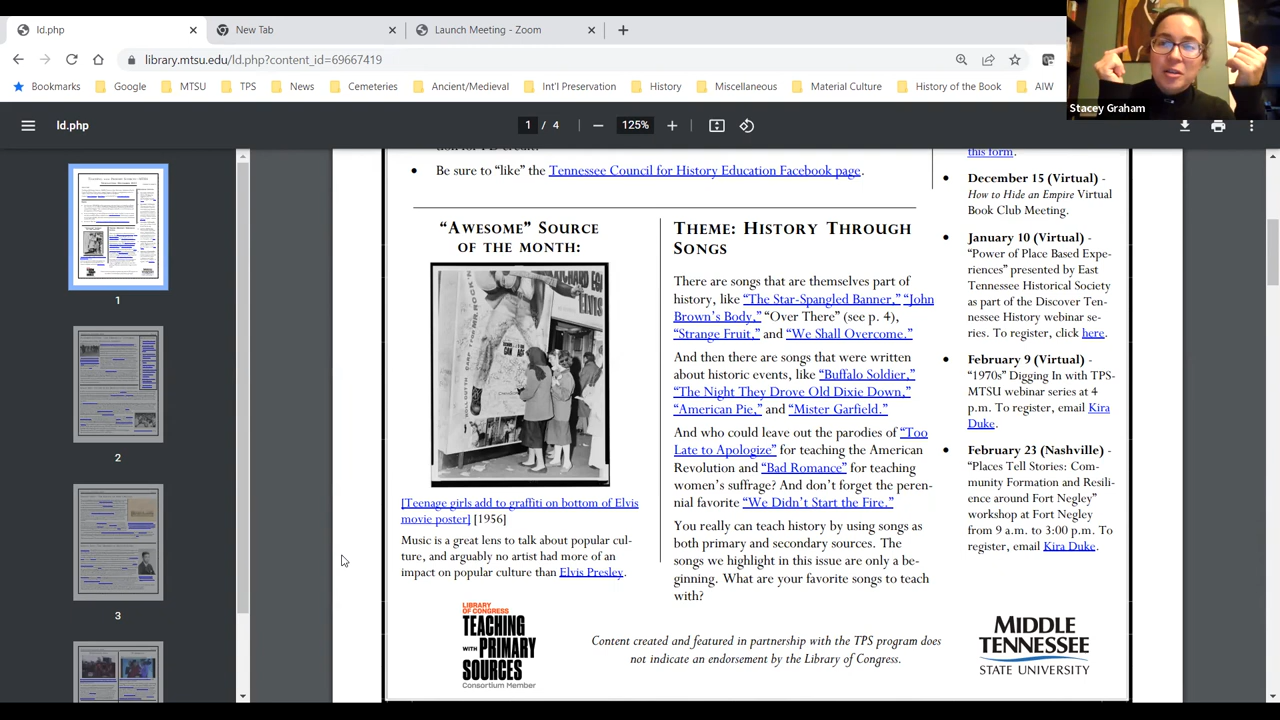 ld.php
New Tab
Launch Meeting - Zoom
library.mtsu.edu/ld.php?content_id=69667419
Bookmarks
Google
MTSU
TPS
News
Cemeteries
Ancient/Medieval
Int'l Preservation
History
Miscellaneous
Material Culture
History of the Book
AIW
Stacey Graham
ld.php
1 / 4
125%
1
2
3
Be sure to “like” the Tennessee Council for History Education Facebook page.
“Awesome” Source
of the month:
[Teenage girls add to graffiti on bottom of Elvis
movie poster] [1956]
Music is a great lens to talk about popular cul-
ture, and arguably no artist had more of an
impact on popular culture than Elvis Presley.
Theme: History Through
Songs
There are songs that are themselves part of
history, like “The Star-Spangled Banner,” “John
Brown’s Body,” “Over There” (see p. 4),
“Strange Fruit,” and “We Shall Overcome.”
And then there are songs that were written
about historic events, like “Buffalo Soldier,”
“The Night They Drove Old Dixie Down,”
“American Pie,” and “Mister Garfield.”
And who could leave out the parodies of “Too
Late to Apologize” for teaching the American
Revolution and “Bad Romance” for teaching
women’s suffrage? And don’t forget the peren-
nial favorite “We Didn’t Start the Fire.”
You really can teach history by using songs as
both primary and secondary sources. The
songs we highlight in this issue are only a be-
ginning. What are your favorite songs to teach
with?
this form.
December 15 (Virtual) -
How to Hide an Empire Virtual
Book Club Meeting.
January 10 (Virtual) -
“Power of Place Based Expe-
riences” presented by East
Tennessee Historical Society
as part of the Discover Ten-
nessee History webinar se-
ries. To register, click here.
February 9 (Virtual) -
“1970s” Digging In with TPS-
MTSU webinar series at 4
p.m. To register, email Kira
Duke.
February 23 (Nashville) -
“Places Tell Stories: Com-
munity Formation and Resili-
ence around Fort Negley”
workshop at Fort Negley
from 9 a.m. to 3:00 p.m. To
register, email Kira Duke.
LIBRARY
OF CONGRESS
TEACHING
WITH PRIMARY
SOURCES
Consortium Member
Content created and featured in partnership with the TPS program does
not indicate an endorsement by the Library of Congress.
MIDDLE
TENNESSEE
STATE UNIVERSITY